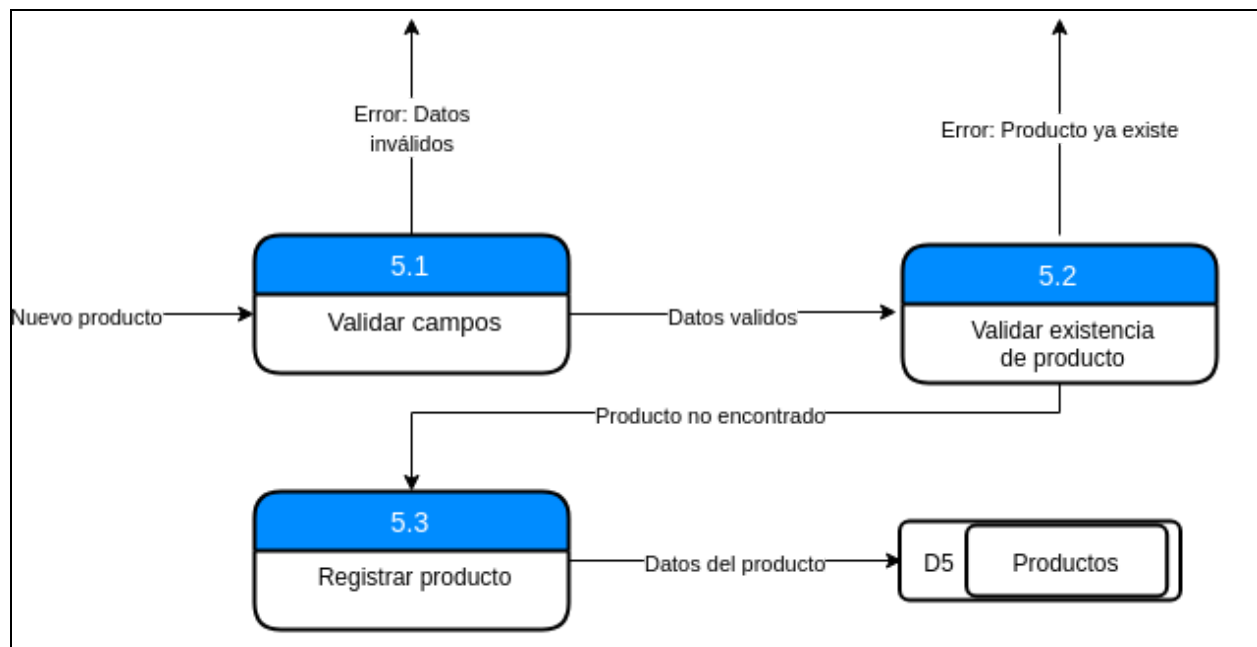 Error: Datos
inválidos
Error: Producto ya existe
5.1
Validar campos
5.2
Validar existencia
de producto
Nuevo producto
Datos validos
Producto no encontrado
5.3
Registrar producto
Datos del producto
D5
Productos